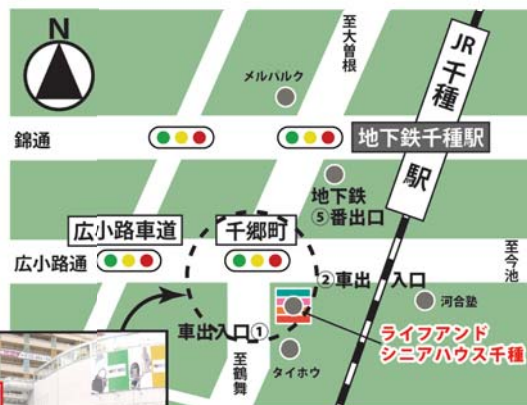 N
至大曽根
メルパルク
JR千種駅
錦通
地下鉄千種駅
地下鉄
⑤番出口
広小路車道
千郷町
広小路通
至今池
②車出入口
河合塾
車出入口①
ライフアンド
シニアハウス千種
至鶴舞
タイホウ